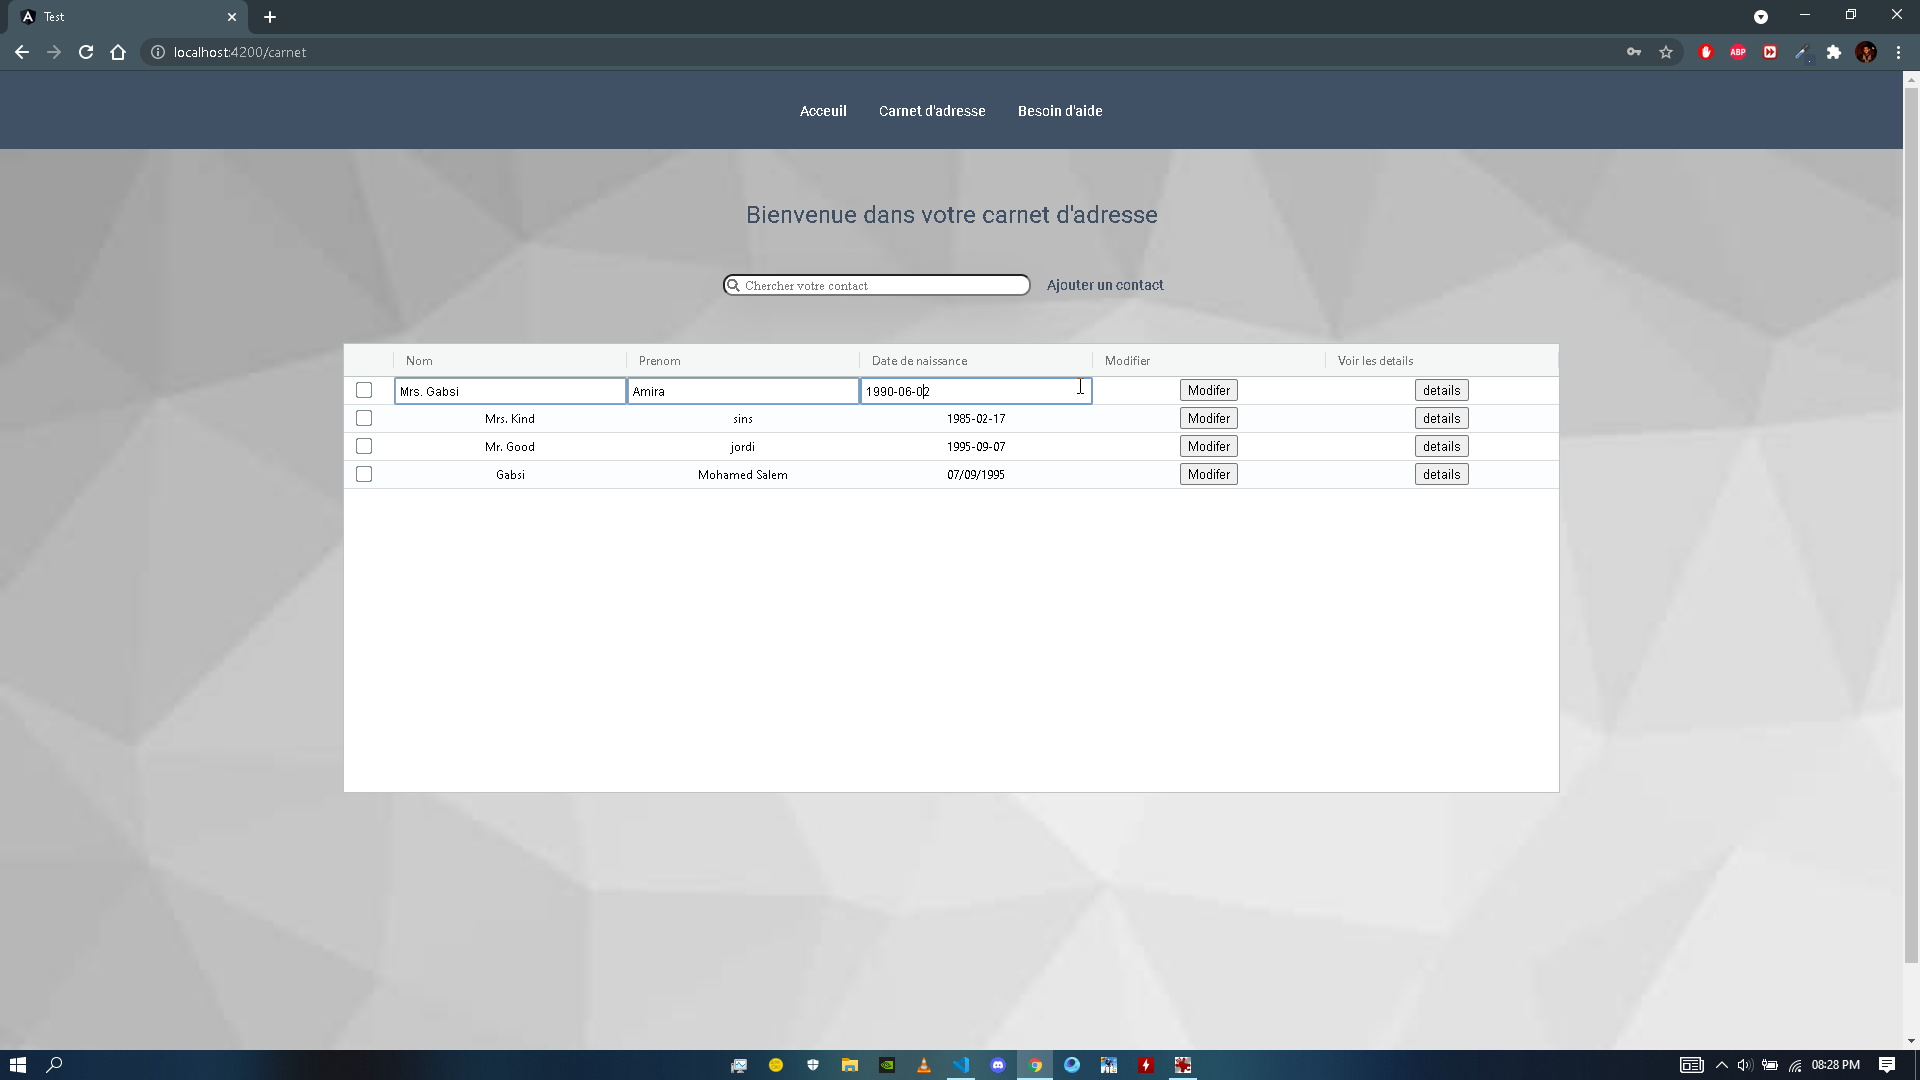 Test
localhost:4200/carnet
ABP
Acceuil Carnet d'adresse Besoin d'aide
Bienvenue dans votre carnet d'adresse
Chercher votre contact Ajouter un contact
Nom Prenom Date de naissance Modifier Voir les details
Mrs. Gabsi Amira 1990-06-02 Modifer details
Mrs. Kind sins 1985-02-17 Modifer details
Mr. Good jordi 1995-09-07 Modifer details
Gabsi Mohamed Salem 07/09/1995 Modifer details
08:28 PM